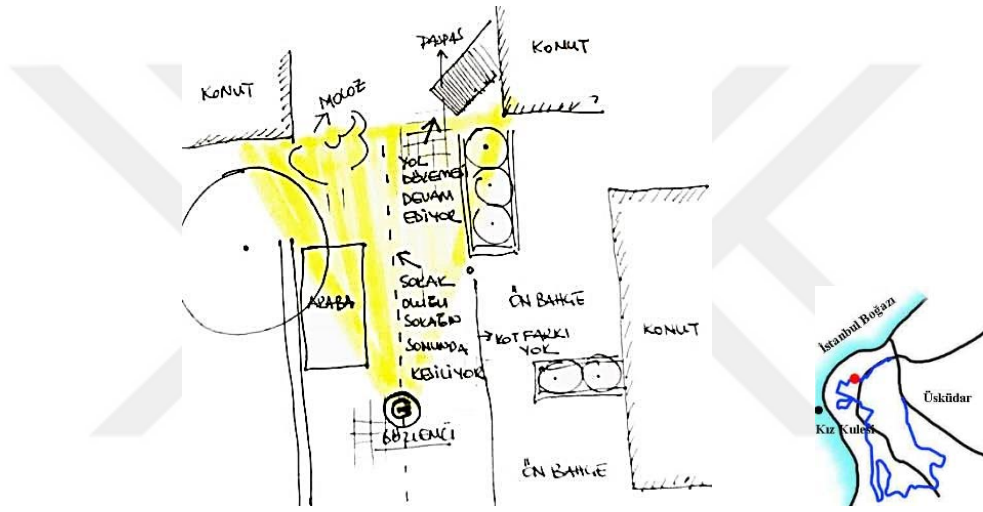 PASPAS
KONUT
KONUT
MOLOZ
YOL
DÖŞEMESİ
DEVAM
EDİYOR
ARABA
SOKAK
OLUĞU
SOKAĞIN
SONUNDA
KESİLİYOR
ÖN BAHÇE
KOT FARKI
YOK
KONUT
GÖZLEMCİ
ÖN BAHÇE
İstanbul Boğazı
Üsküdar
Kız Kulesi